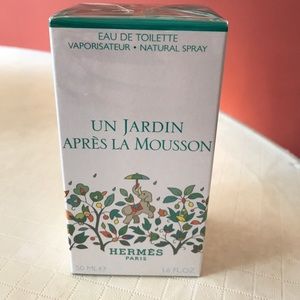 EAU DE TOILETTE
VAPORISATEUR • NATURAL SPRAY
UN JARDIN
APRÈS LA MOUSSON
HERMÈS
PARIS
50 ML ℮ 1.6 FL.OZ